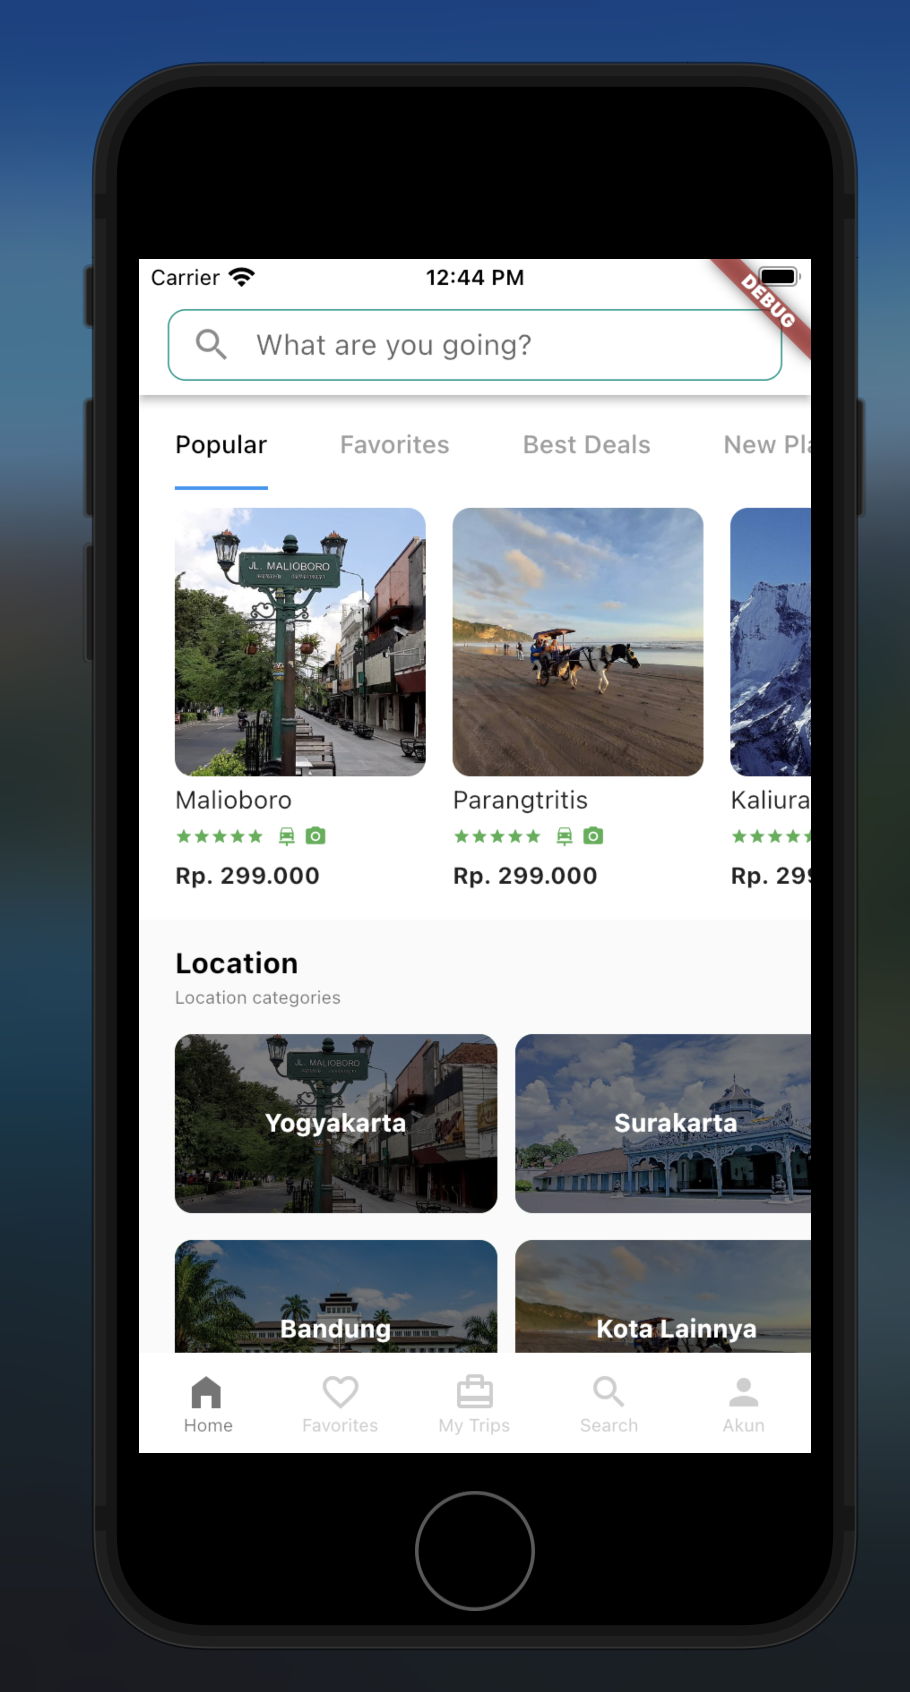 Carrier
12:44 PM
DEBUG
What are you going?
Popular
Favorites
Best Deals
New Pla
JL. MALIOBORO
Malioboro
Parangtritis
Kaliura
Rp. 299.000
Rp. 299.000
Rp. 299
Location
Location categories
JL. MALIOBORO
Yogyakarta
Surakarta
Bandung
Kota Lainnya
Home
Favorites
My Trips
Search
Akun